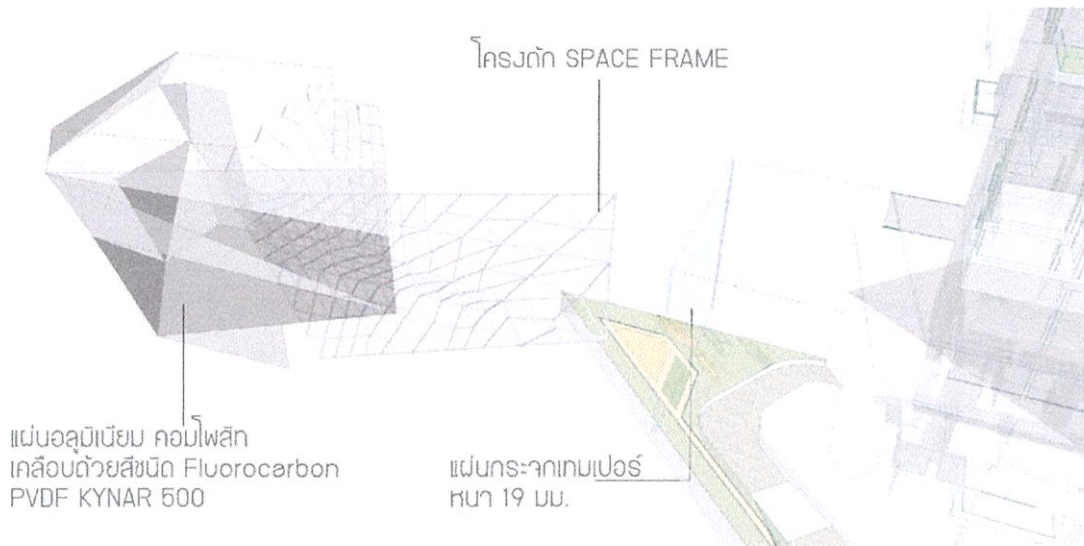 โครงถัก SPACE FRAME
แผ่นอลูมิเนียม คอมโพสิท
เคลือบด้วยสีชนิด Fluorocarbon
PVDF KYNAR 500
แผ่นกระจกเทมเปอร์
หนา 19 มม.